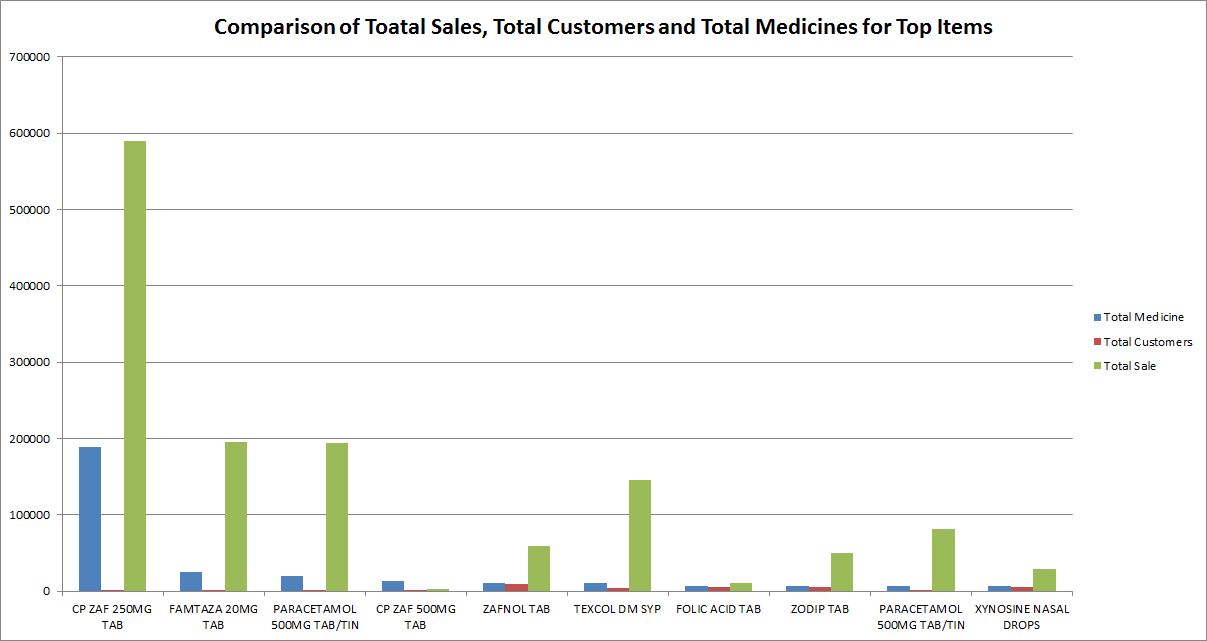 Comparison of Toatal Sales, Total Customers and Total Medicines for Top Items
700000
600000
500000
400000
300000
200000
100000
0
CP ZAF 250MG
TAB
FAMTAZA 20MG
TAB
PARACETAMOL
500MG TAB/TIN
CP ZAF 500MG
TAB
ZAFNOL TAB
TEXCOL DM SYP
FOLIC ACID TAB
ZODIP TAB
PARACETAMOL
500MG TAB/TIN
XYNOSINE NASAL
DROPS
Total Medicine
Total Customers
Total Sale